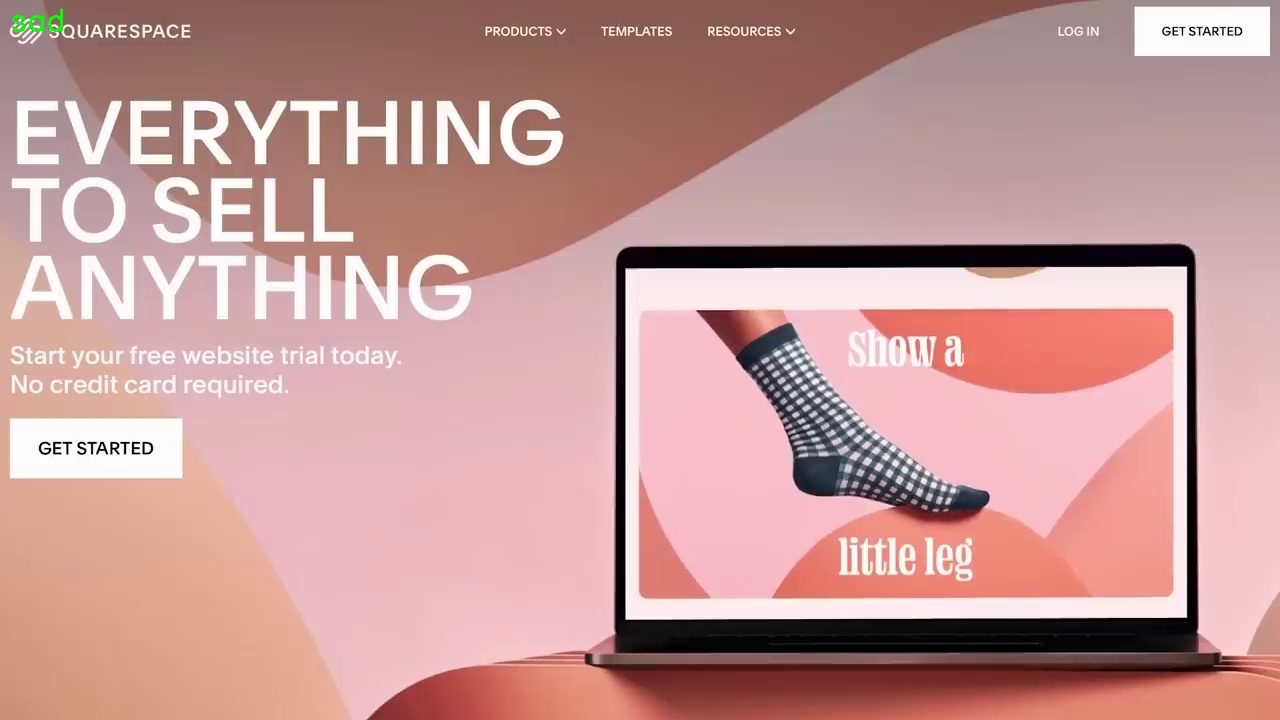 sad
SQUARESPACE
PRODUCTS
TEMPLATES
RESOURCES
LOG IN
GET STARTED
EVERYTHING
TO SELL
ANYTHING
Start your free website trial today.
No credit card required.
GET STARTED
Show a
little leg